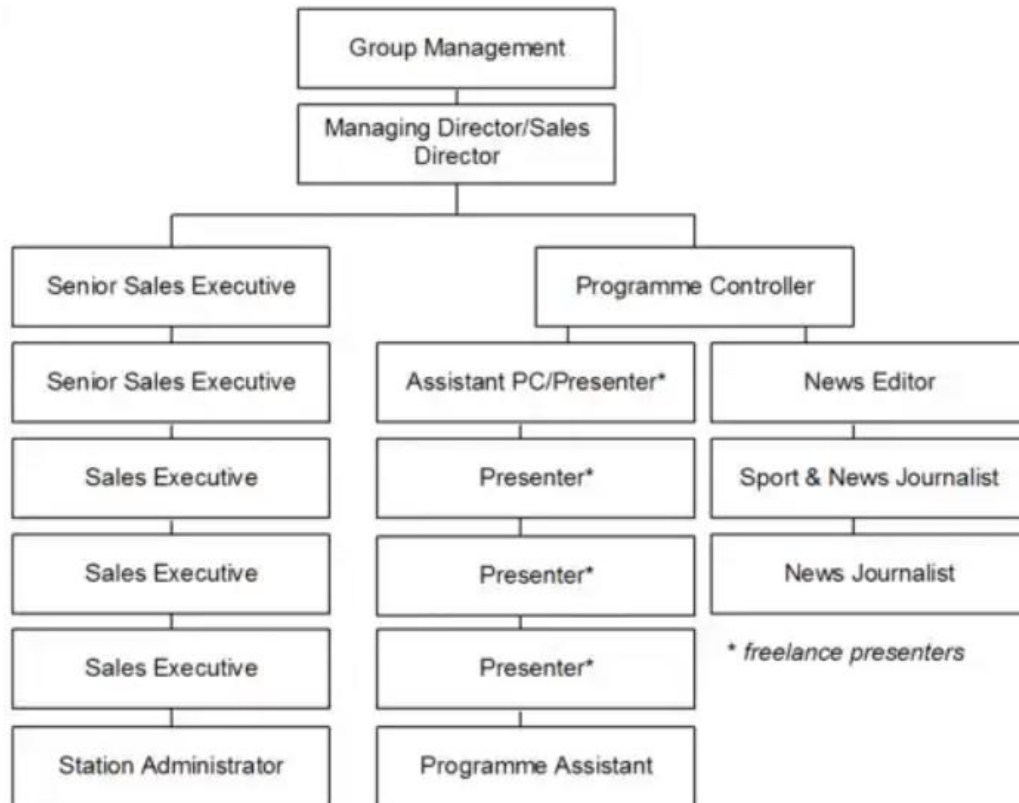 Group Management
Managing Director/Sales
Director
Senior Sales Executive
Programme Controller
Senior Sales Executive
Assistant PC/Presenter*
News Editor
Sales Executive
Presenter*
Sport & News Journalist
Sales Executive
Presenter*
News Journalist
Sales Executive
Presenter*
* freelance presenters
Station Administrator
Programme Assistant